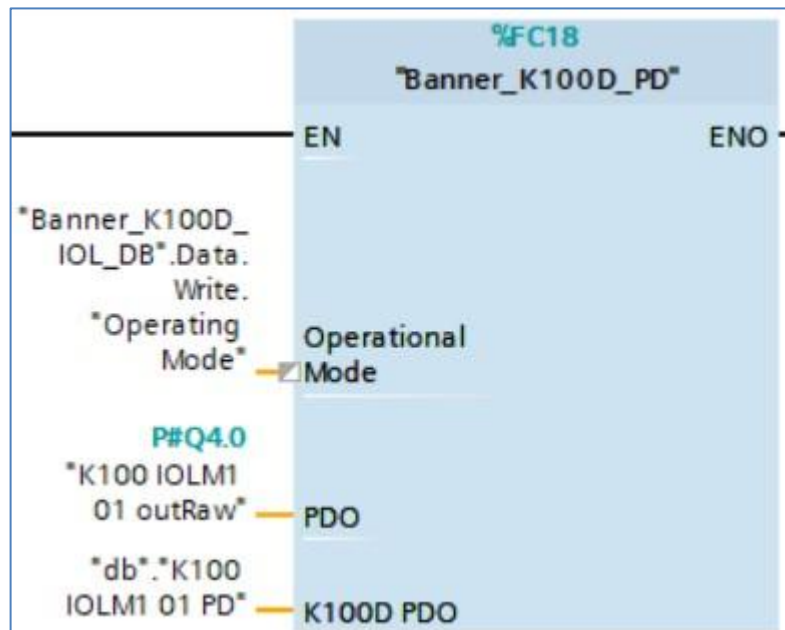 %FC18
"Banner_K100D_PD"
EN
ENO
"Banner_K100D_
IOL_DB".Data.
Write.
"Operating
Mode"
Operational
Mode
P#Q4.0
"K100 IOLM1
01 outRaw"
PDO
"db"."K100
IOLM1 01 PD"
K100D PDO